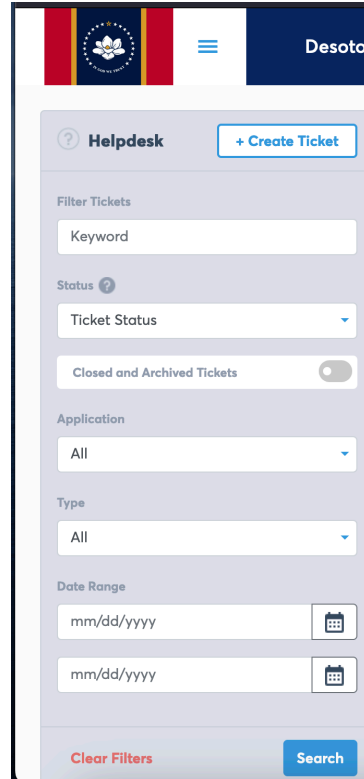 Desoto
Helpdesk
+ Create Ticket
Filter Tickets
Keyword
Status
Ticket Status
Closed and Archived Tickets
Application
All
Type
All
Date Range
mm/dd/yyyy
mm/dd/yyyy
Clear Filters
Search